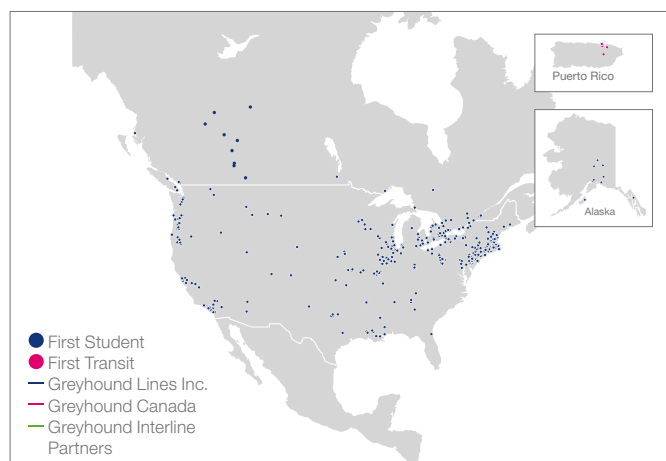 Puerto Rico
Alaska
First Student
First Transit
Greyhound Lines Inc.
Greyhound Canada
Greyhound Interline
Partners